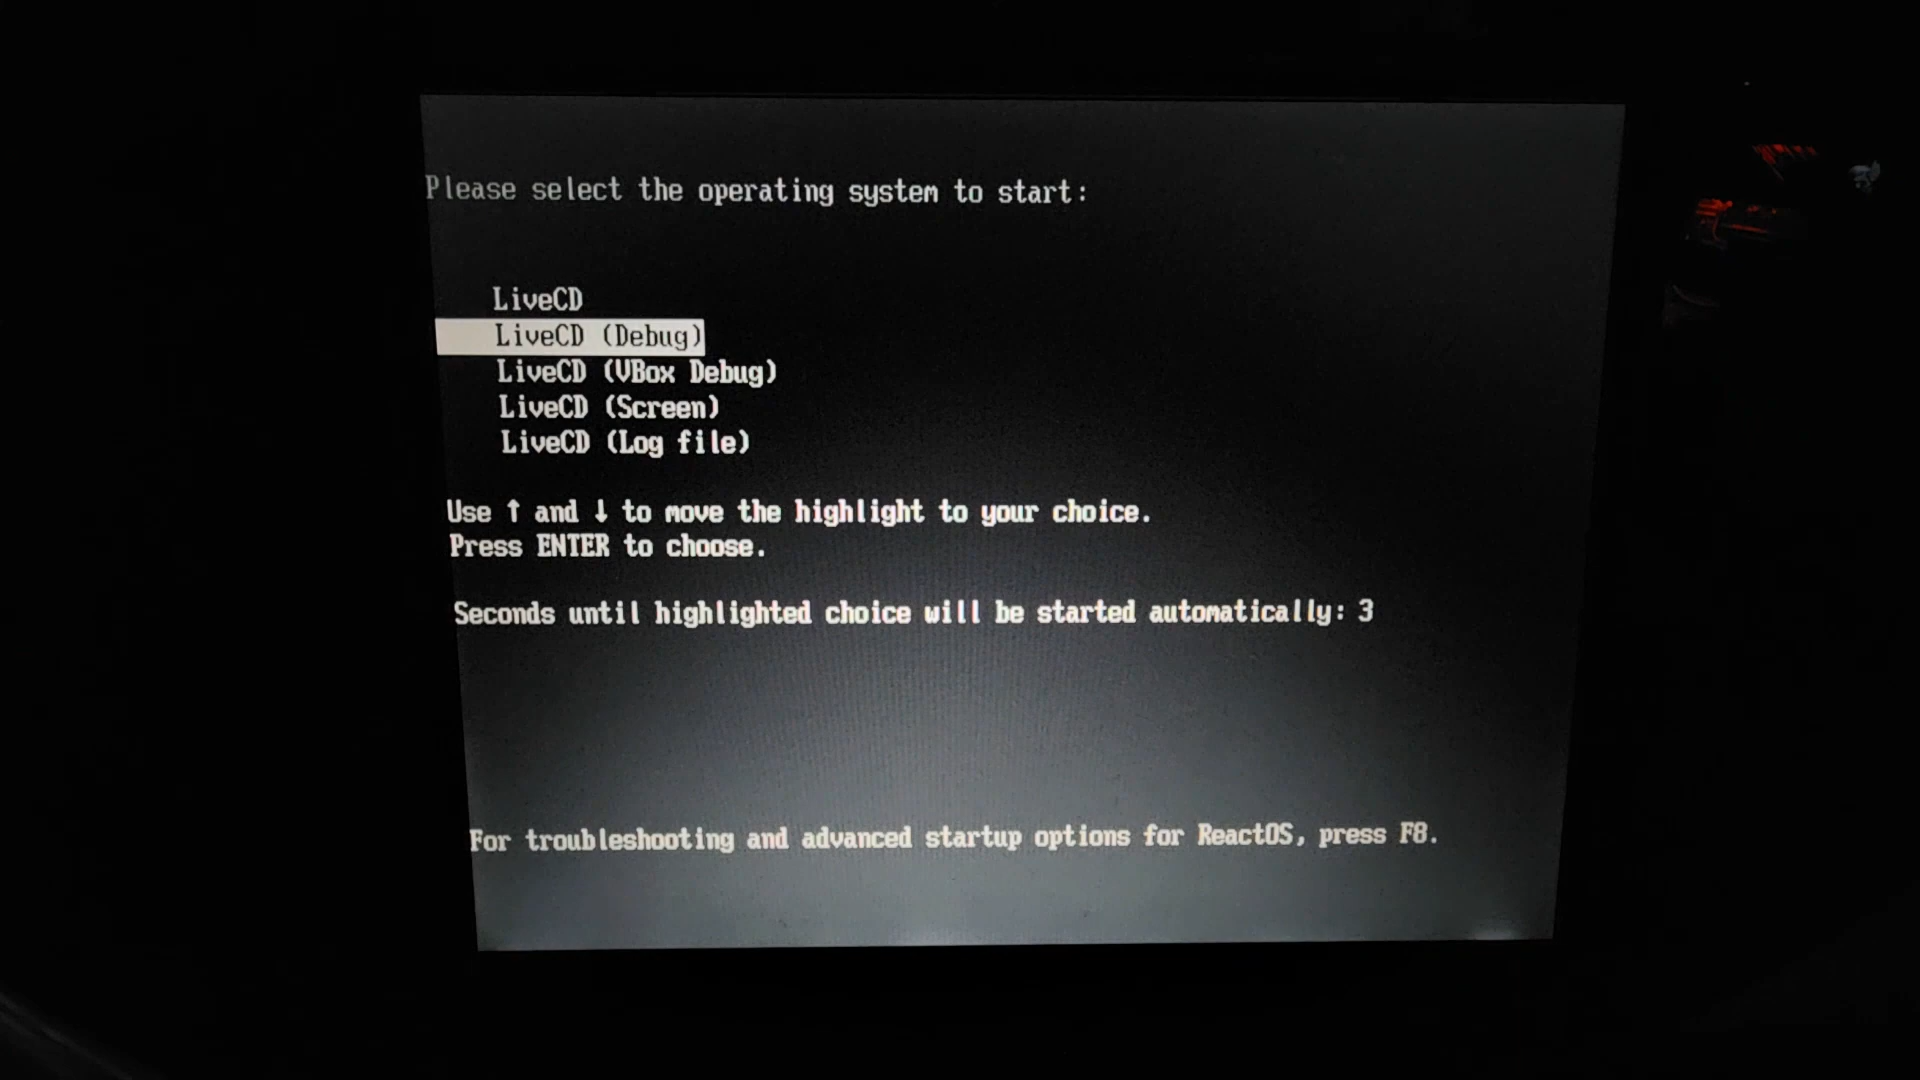 Please select the operating system to start:
LiveCD
LiveCD (Debug)
LiveCD (VBox Debug)
LiveCD (Screen)
LiveCD (Log file)
Use ↑ and ↓ to move the highlight to your choice.
Press ENTER to choose.
Seconds until highlighted choice will be started automatically: 3
For troubleshooting and advanced startup options for ReactOS, press F8.